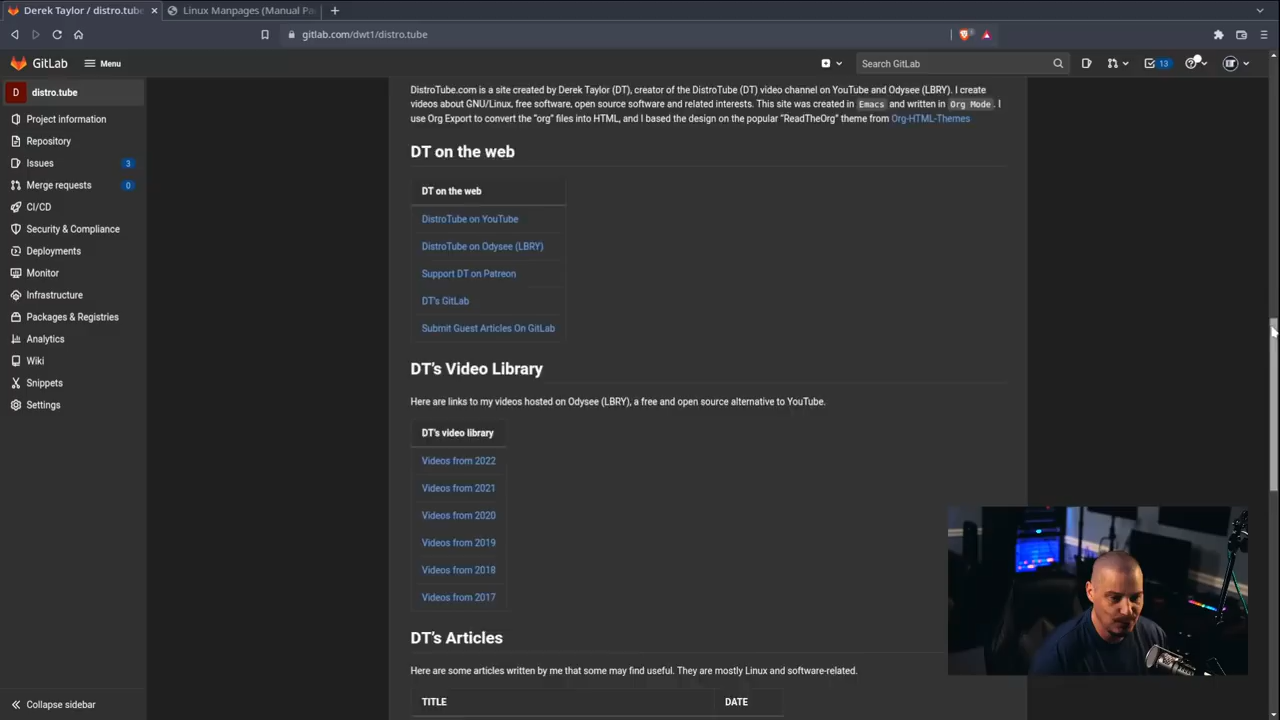 Derek Taylor / distro.tube
Linux Manpages (Manual Pa
gitlab.com/dwt1/distro.tube
GitLab
Menu
Search GitLab
13
D
distro.tube
Project information
Repository
Issues
3
Merge requests
0
CI/CD
Security & Compliance
Deployments
Monitor
Infrastructure
Packages & Registries
Analytics
Wiki
Snippets
Settings
Collapse sidebar
DistroTube.com is a site created by Derek Taylor (DT), creator of the DistroTube (DT) video channel on YouTube and Odysee (LBRY). I create
videos about GNU/Linux, free software, open source software and related interests. This site was created in Emacs and written in Org Mode. I
use Org Export to convert the "org" files into HTML, and I based the design on the popular "ReadTheOrg" theme from Org-HTML-Themes
DT on the web
DT on the web
DistroTube on YouTube
DistroTube on Odysee (LBRY)
Support DT on Patreon
DT's GitLab
Submit Guest Articles On GitLab
DT's Video Library
Here are links to my videos hosted on Odysee (LBRY), a free and open source alternative to YouTube.
DT's video library
Videos from 2022
Videos from 2021
Videos from 2020
Videos from 2019
Videos from 2018
Videos from 2017
DT's Articles
Here are some articles written by me that some may find useful. They are mostly Linux and software-related.
TITLE
DATE